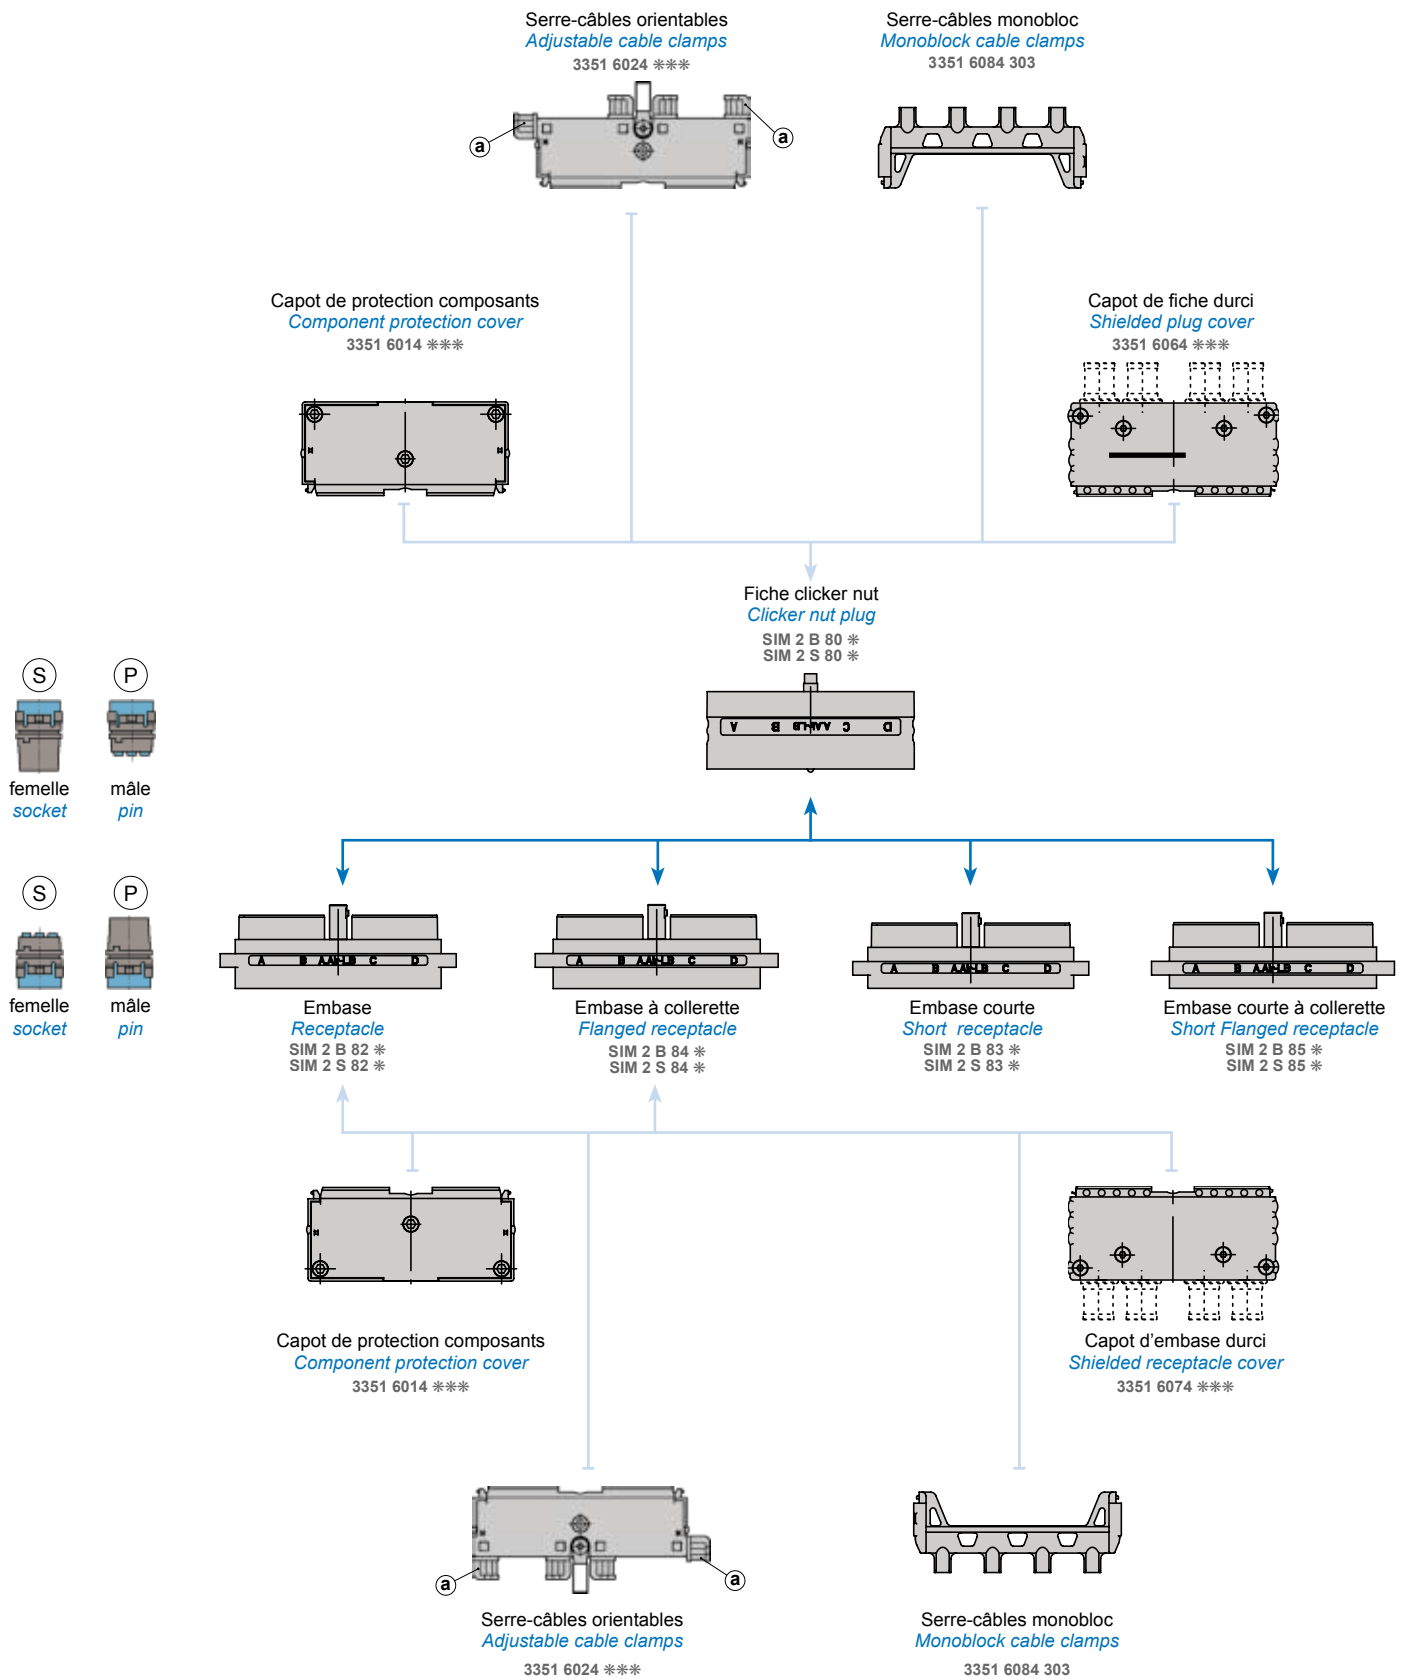 Serre-câbles orientables
Adjustable cable clamps
3351 6024 ✳✳✳
Serre-câbles monobloc
Monoblock cable clamps
3351 6084 303
a
a
Capot de protection composants
Component protection cover
3351 6014 ✳✳✳
Capot de fiche durci
Shielded plug cover
3351 6064 ✳✳✳
Fiche clicker nut
Clicker nut plug
SIM 2 B 80 ✳
SIM 2 S 80 ✳
S
P
femelle
socket
mâle
pin
A B C D
S
P
femelle
socket
mâle
pin
A B C D
A B C D
A B C D
A B C D
Embase
Receptacle
SIM 2 B 82 ✳
SIM 2 S 82 ✳
Embase à collerette
Flanged receptacle
SIM 2 B 84 ✳
SIM 2 S 84 ✳
Embase courte
Short receptacle
SIM 2 B 83 ✳
SIM 2 S 83 ✳
Embase courte à collerette
Short Flanged receptacle
SIM 2 B 85 ✳
SIM 2 S 85 ✳
Capot de protection composants
Component protection cover
3351 6014 ✳✳✳
Capot d’embase durci
Shielded receptacle cover
3351 6074 ✳✳✳
a
a
Serre-câbles orientables
Adjustable cable clamps
3351 6024 ✳✳✳
Serre-câbles monobloc
Monoblock cable clamps
3351 6084 303